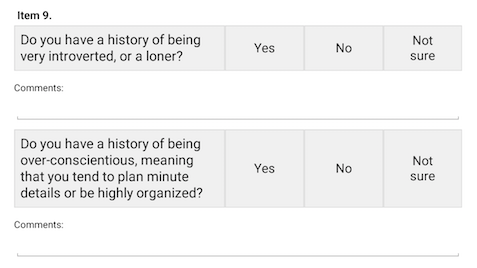 Item 9.
Do you have a history of being
very introverted, or a loner?
Yes
No
Not
sure
Comments:
Do you have a history of being
over-conscientious, meaning
that you tend to plan minute
details or be highly organized?
Yes
No
Not
sure
Comments: